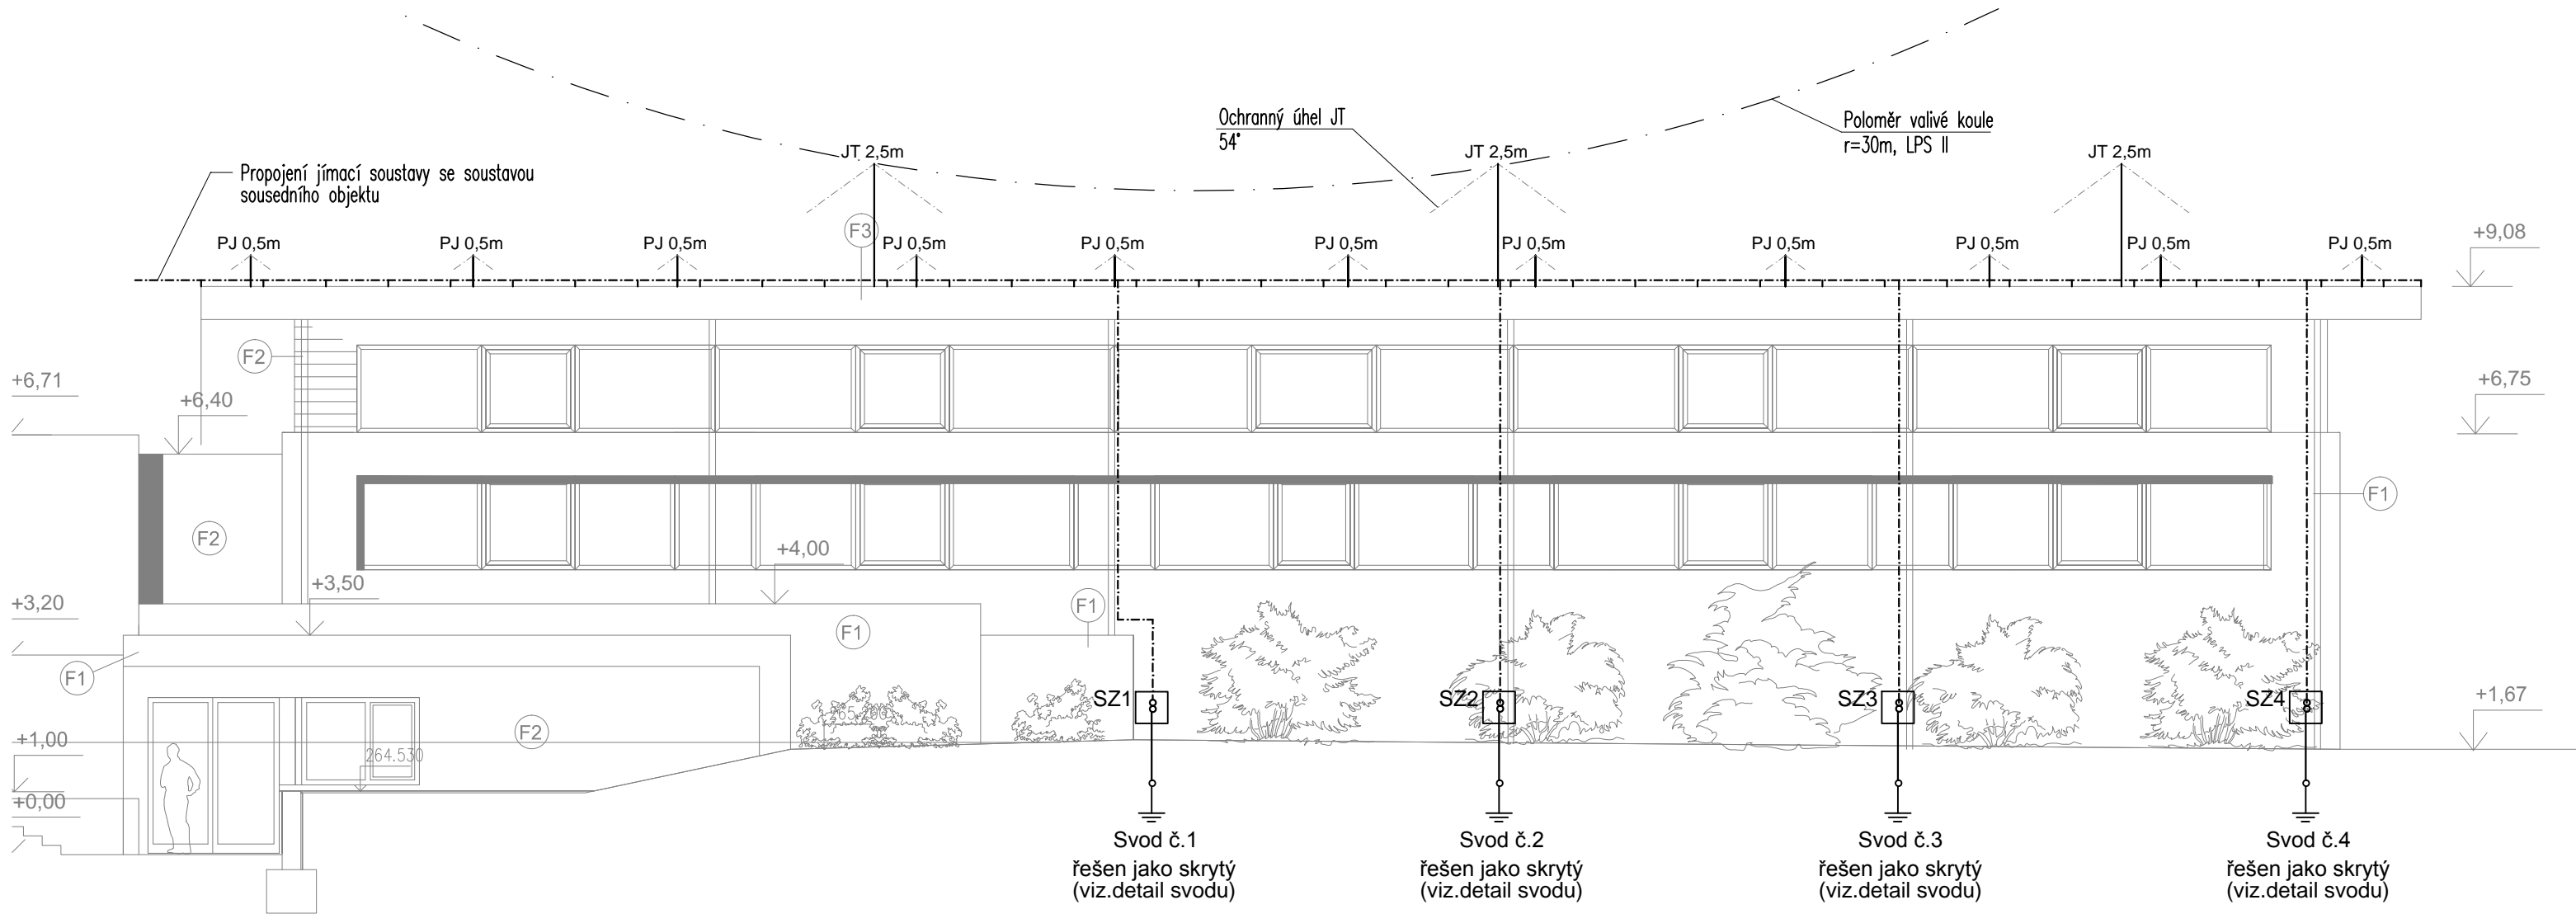 Ochranný úhel JT
54°
Poloměr valivé koule
r=30m, LPS II
JT 2,5m
JT 2,5m
JT 2,5m
Propojení jímací soustavy se soustavou
sousedního objektu
F3
PJ 0,5m
PJ 0,5m
PJ 0,5m
PJ 0,5m
PJ 0,5m
PJ 0,5m
PJ 0,5m
PJ 0,5m
PJ 0,5m
PJ 0,5m
PJ 0,5m
+9,08
F2
+6,71
+6,40
+6,75
F1
F2
+4,00
+3,50
+3,20
F1
F1
F1
SZ1
SZ2
SZ3
SZ4
+1,67
F2
+1,00
264.530
+0,00
Svod č.1
řešen jako skrytý
(viz.detail svodu)
Svod č.2
řešen jako skrytý
(viz.detail svodu)
Svod č.3
řešen jako skrytý
(viz.detail svodu)
Svod č.4
řešen jako skrytý
(viz.detail svodu)